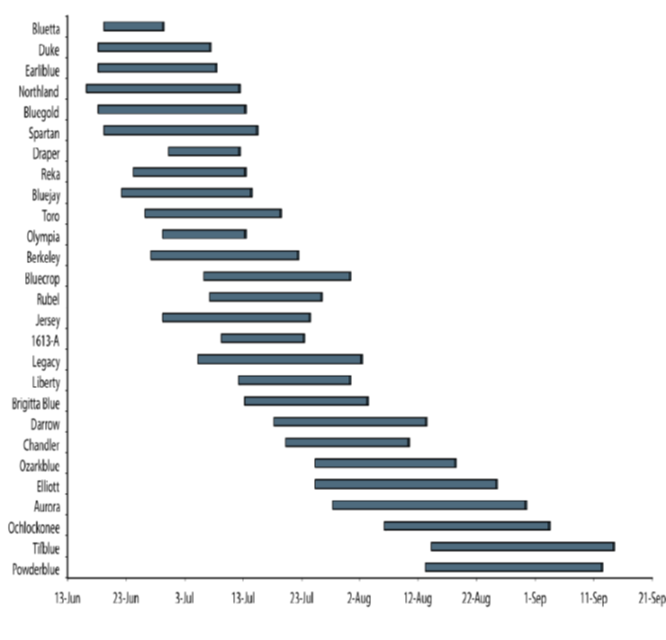 Bluetta
Duke
Earliblue
Northland
Bluegold
Spartan
Draper
Reka
Bluejay
Toro
Olympia
Berkeley
Bluecrop
Rubel
Jersey
1613-A
Legacy
Liberty
Brigitta Blue
Darrow
Chandler
Ozarkblue
Elliott
Aurora
Ochlockonee
Tifblue
Powderblue
13-Jun 23-Jun 3-Jul 13-Jul 23-Jul 2-Aug 12-Aug 22-Aug 1-Sep 11-Sep 21-Sep